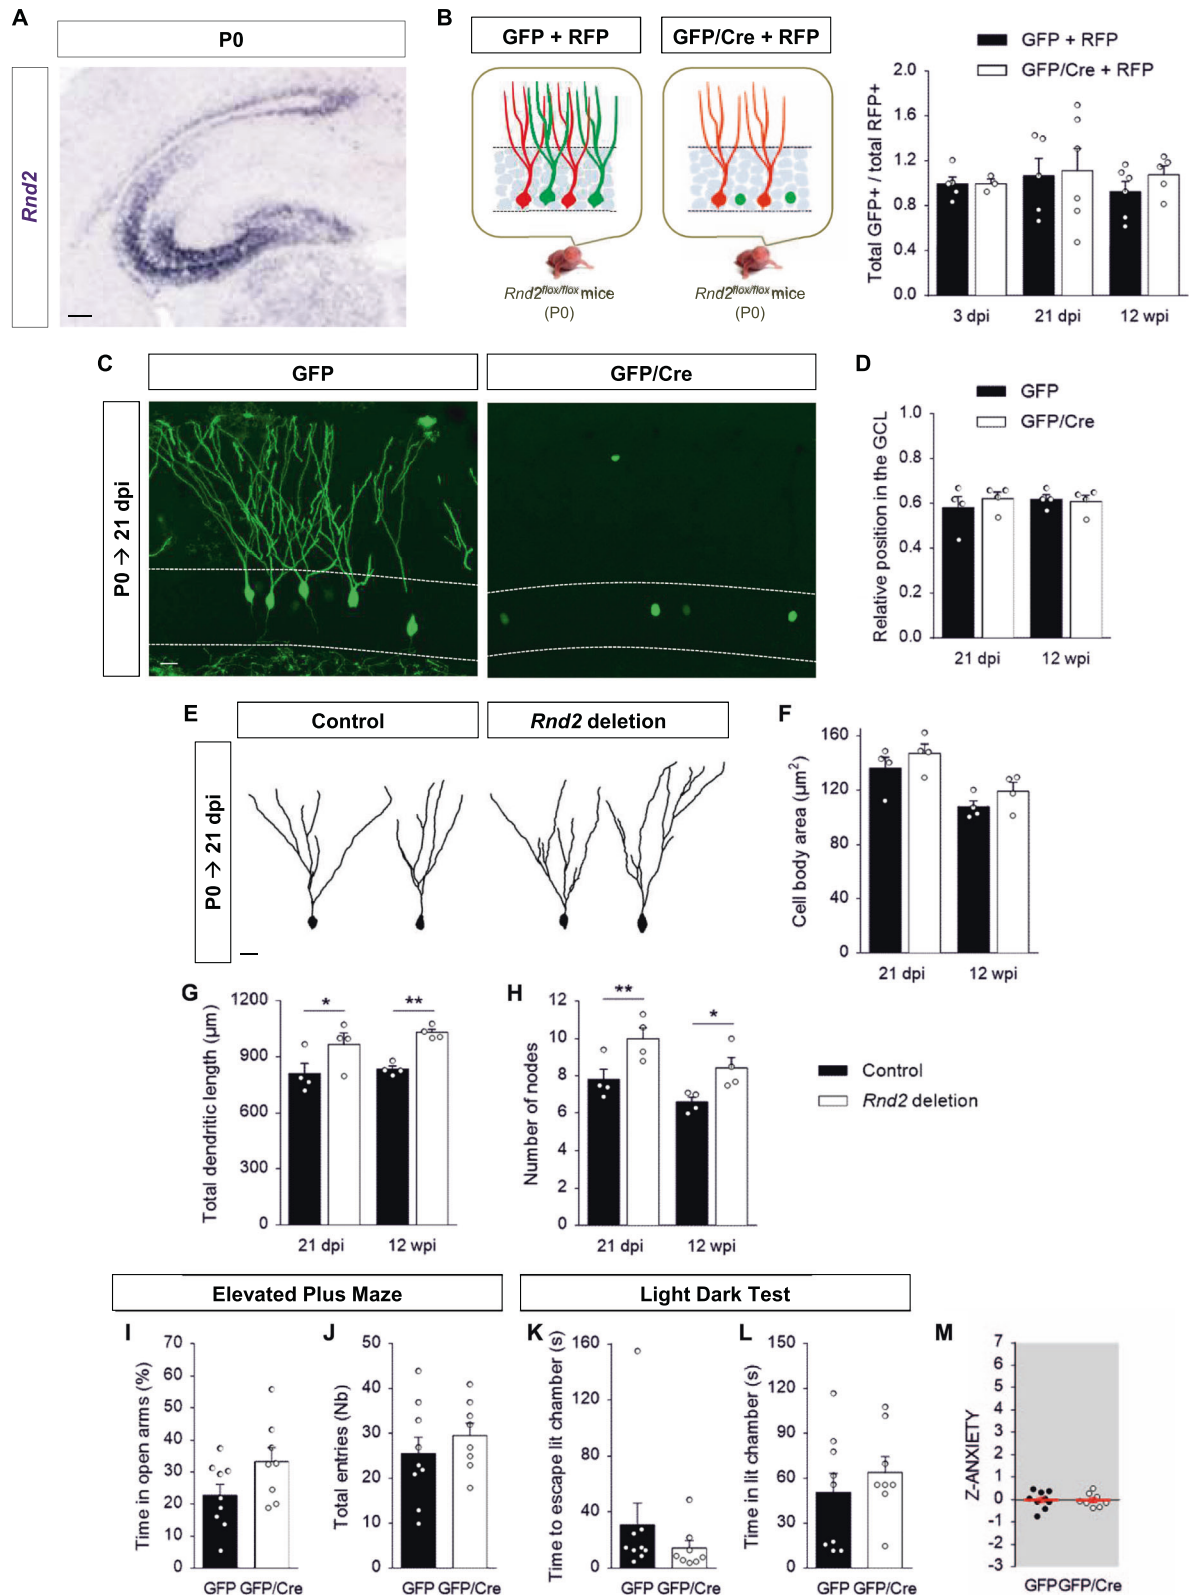 A
P0
Rnd2
B
GFP + RFP
GFP/Cre + RFP
Rnd2flox/flox mice
(P0)
Rnd2flox/flox mice
(P0)
GFP + RFP
GFP/Cre + RFP
Total GFP+ / total RFP+
2.0
1.6
1.2
0.8
0.4
0.0
3 dpi
21 dpi
12 wpi
C
GFP
GFP/Cre
P0 → 21 dpi
D
GFP
GFP/Cre
Relative position in the GCL
1.0
0.8
0.6
0.4
0.2
0.0
21 dpi
12 wpi
E
Control
Rnd2 deletion
P0 → 21 dpi
F
Cell body area (µm²)
160
120
80
40
0
21 dpi
12 wpi
G
Total dendritic length (µm)
1200
900
600
300
0
*
**
21 dpi
12 wpi
H
Number of nodes
12
10
8
6
4
2
0
**
*
21 dpi
12 wpi
Control
Rnd2 deletion
Elevated Plus Maze
Light Dark Test
I
Time in open arms (%)
70
60
50
40
30
20
10
0
GFP GFP/Cre
J
Total entries (Nb)
50
40
30
20
10
0
GFP GFP/Cre
K
Time to escape lit chamber (s)
160
120
80
40
0
GFP GFP/Cre
L
Time in lit chamber (s)
150
120
90
60
30
0
GFP GFP/Cre
M
Z-ANXIETY
7
6
5
4
3
2
1
0
-1
-2
-3
GFP GFP/Cre